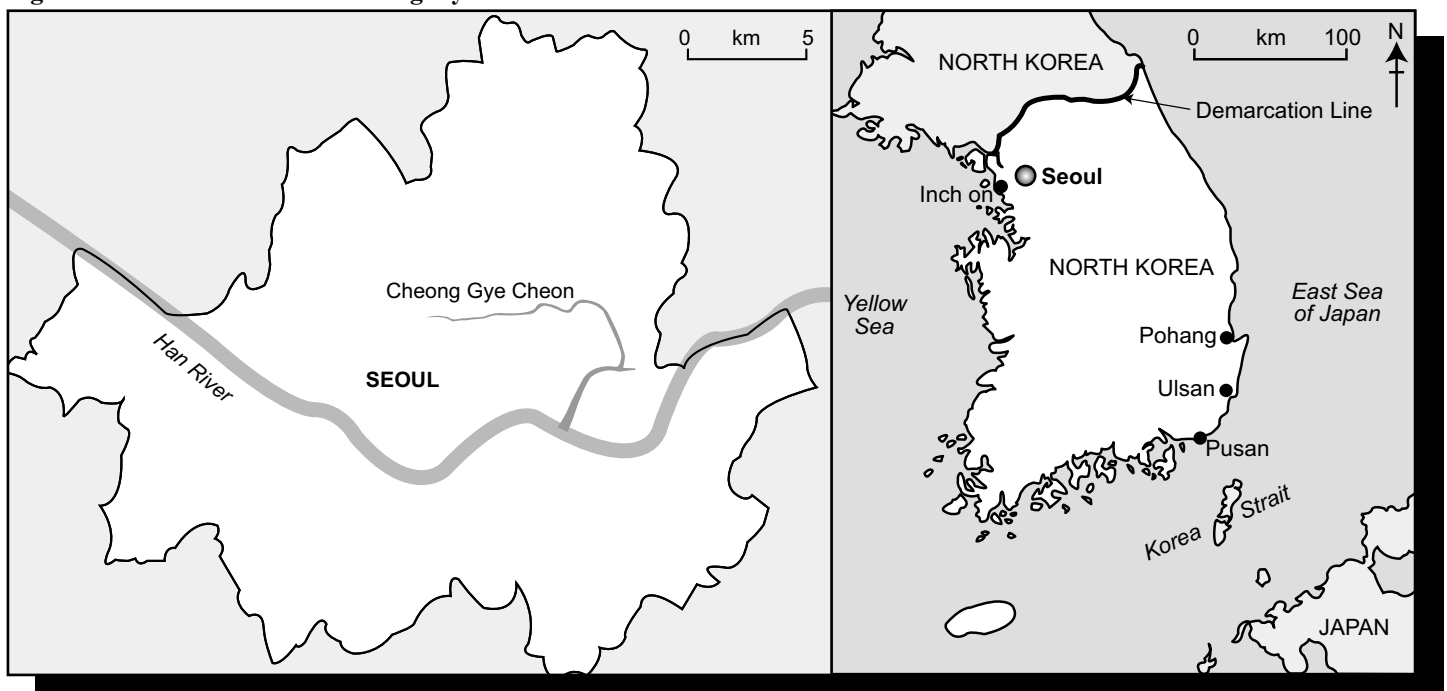 0 km 5
Cheong Gye Cheon
Han River
SEOUL
0 km 100
N
NORTH KOREA
Demarcation Line
Seoul
Inch on
NORTH KOREA
Yellow
Sea
East Sea
of Japan
Pohang
Ulsan
Pusan
Korea Strait
JAPAN